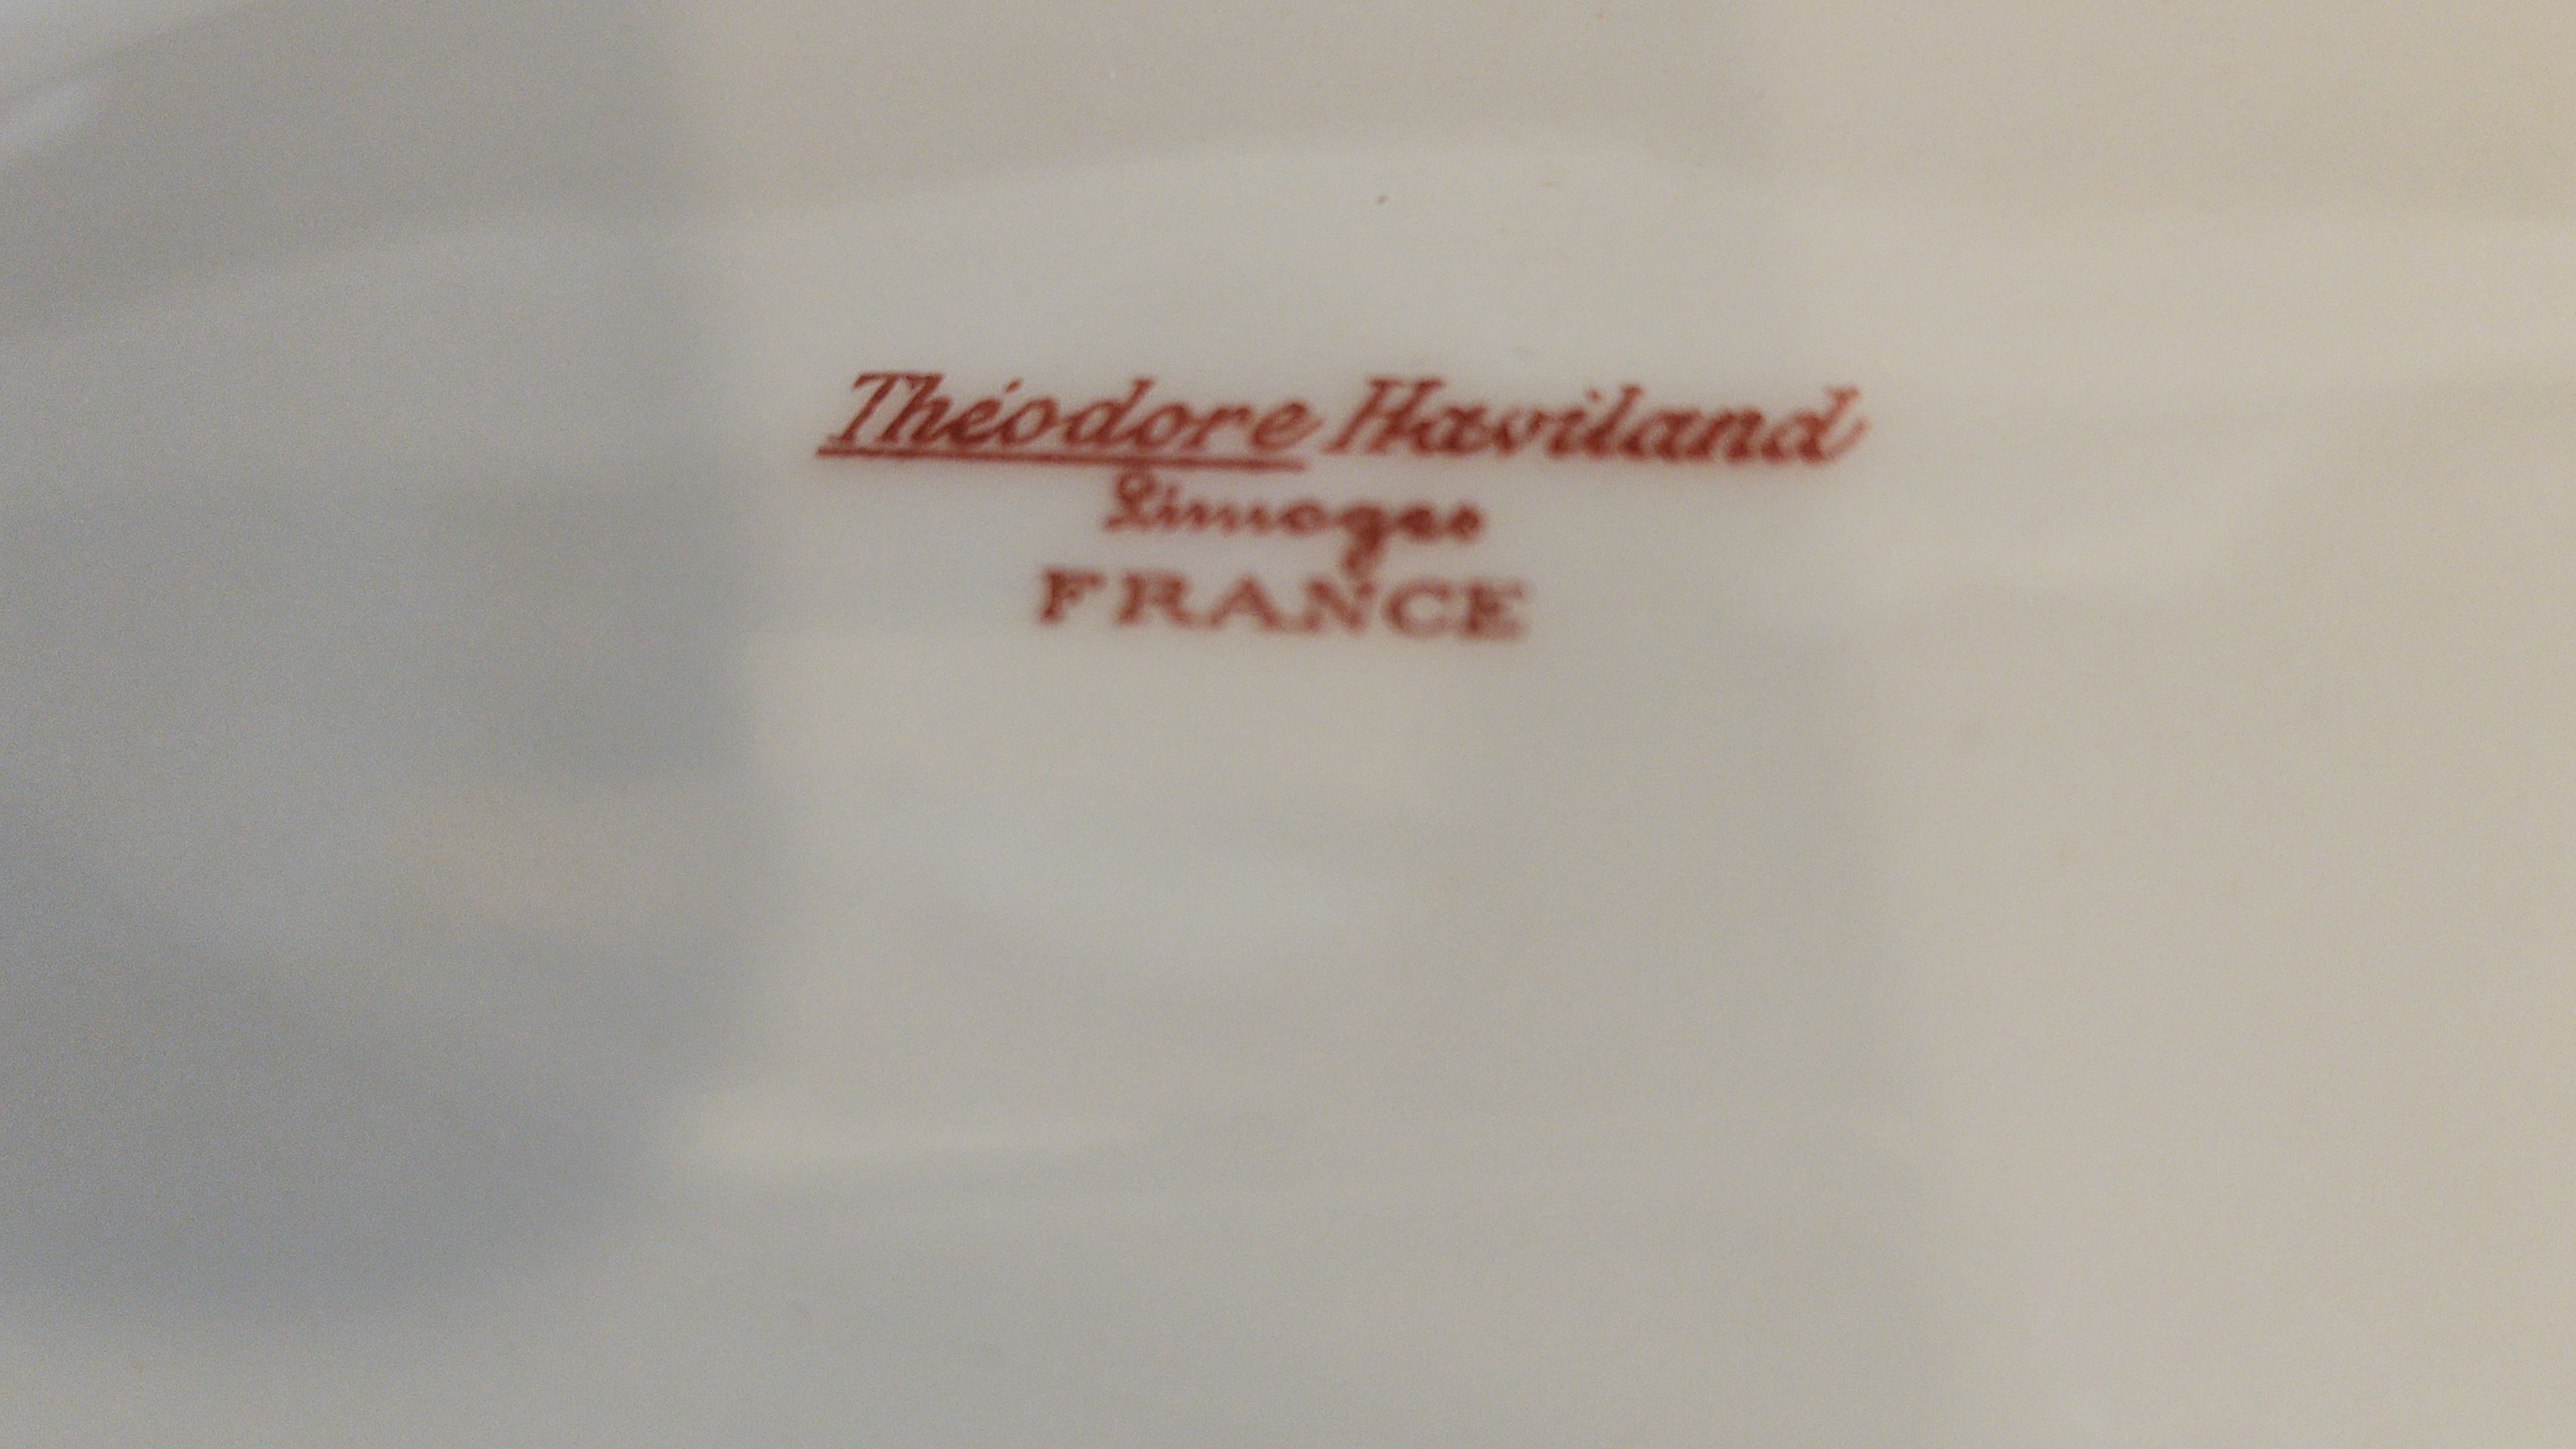 Théodore Haviland
Limoges
FRANCE